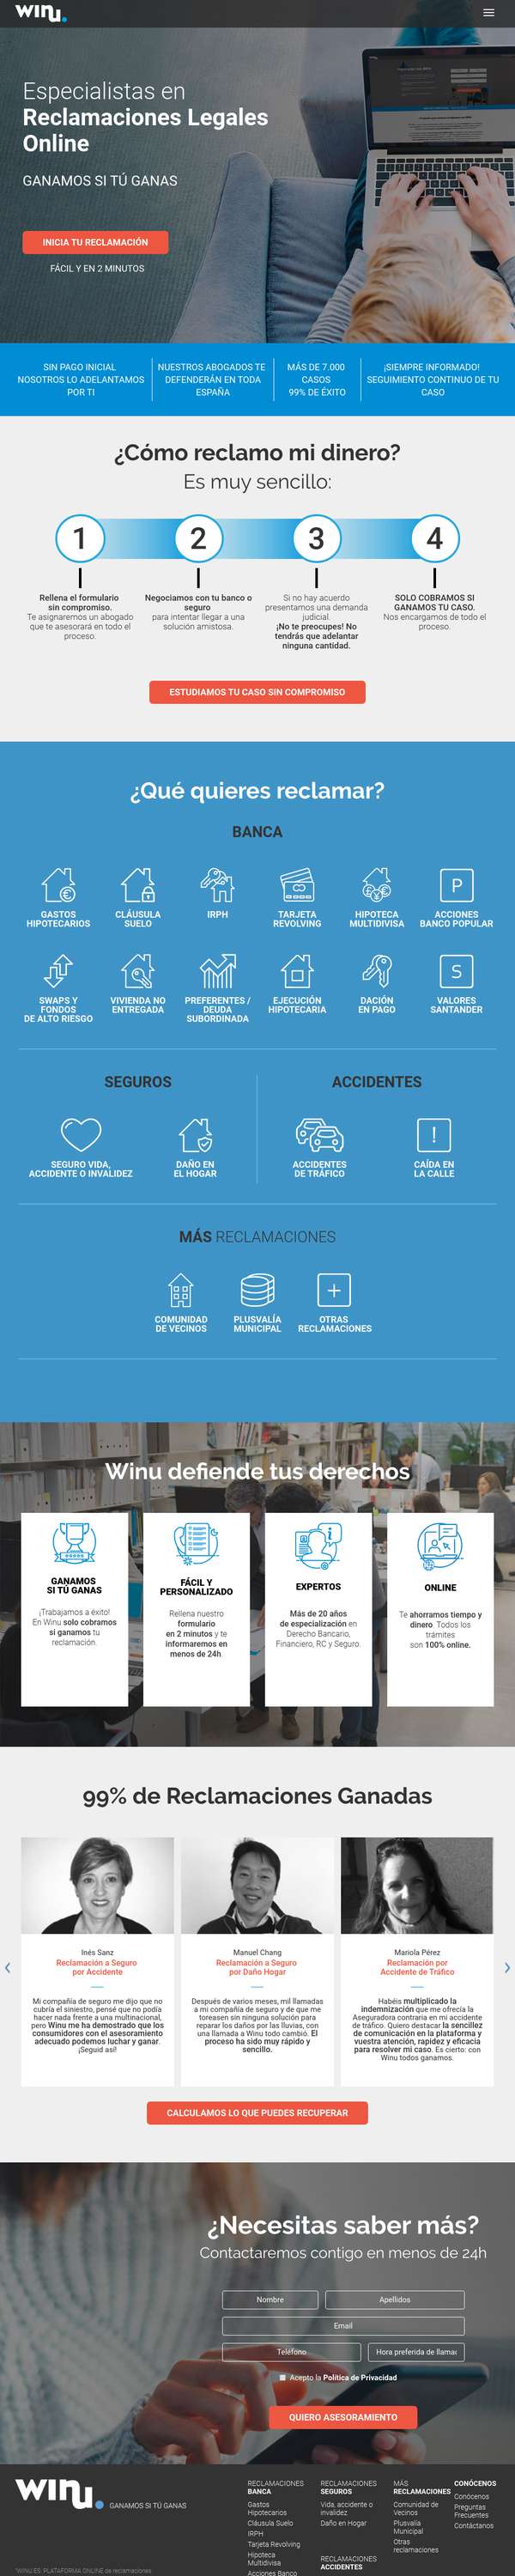 winu.
Especialistas en
Reclamaciones Legales
Online
GANAMOS SI TÚ GANAS
INICIA TU RECLAMACIÓN
FÁCIL Y EN 2 MINUTOS
SIN PAGO INICIAL
NOSOTROS LO ADELANTAMOS
POR TI
NUESTROS ABOGADOS TE
DEFENDERÁN EN TODA
ESPAÑA
MÁS DE 7.000
CASOS
99% DE ÉXITO
¡SIEMPRE INFORMADO!
SEGUIMIENTO CONTINUO DE TU
CASO
¿Cómo reclamo mi dinero?
Es muy sencillo:
1
2
3
4
Rellena el formulario
sin compromiso.
Te asignaremos un abogado
que te asesorará en todo el
proceso.
Negociamos con tu banco o
seguro
para intentar llegar a una
solución amistosa.
Si no hay acuerdo
presentamos una demanda
judicial.
¡No te preocupes! No
tendrás que adelantar
ninguna cantidad.
SOLO COBRAMOS SI
GANAMOS TU CASO.
Nos encargamos de todo el
proceso.
ESTUDIAMOS TU CASO SIN COMPROMISO
¿Qué quieres reclamar?
BANCA
GASTOS
HIPOTECARIOS
CLÁUSULA
SUELO
IRPH
TARJETA
REVOLVING
HIPOTECA
MULTIDIVISA
P
ACCIONES
BANCO POPULAR
SWAPS Y
FONDOS
DE ALTO RIESGO
VIVIENDA NO
ENTREGADA
PREFERENTES /
DEUDA
SUBORDINADA
EJECUCIÓN
HIPOTECARIA
DACIÓN
EN PAGO
S
VALORES
SANTANDER
SEGUROS
SEGURO VIDA,
ACCIDENTE O INVALIDEZ
DAÑO EN
EL HOGAR
ACCIDENTES
ACCIDENTES
DE TRÁFICO
!
CAÍDA EN
LA CALLE
MÁS RECLAMACIONES
COMUNIDAD
DE VECINOS
PLUSVALÍA
MUNICIPAL
OTRAS
RECLAMACIONES
Winu defiende tus derechos
GANAMOS
SI TÚ GANAS
¡Trabajamos a éxito!
En Winu solo cobramos
si ganamos tu
reclamación.
FÁCIL Y
PERSONALIZADO
Rellena nuestro
formulario
en 2 minutos y te
informaremos en
menos de 24h
EXPERTOS
Más de 20 años
de especialización en
Derecho Bancario,
Financiero, RC y Seguro.
ONLINE
Te ahorramos tiempo y
dinero. Todos los
trámites
son 100% online.
99% de Reclamaciones Ganadas
Inés Sanz
Reclamación a Seguro
por Accidente
Mi compañía de seguro me dijo que no
cubría el siniestro, pensé que no podía
hacer nada frente a una multinacional,
pero Winu me ha demostrado que los
consumidores con el asesoramiento
adecuado podemos luchar y ganar.
¡Seguid así!
Manuel Chang
Reclamación a Seguro
por Daño Hogar
Después de varios meses, mil llamadas
a mi compañía de seguro y de que me
toreasen sin ninguna solución para
reparar los daños por las lluvias, con
una llamada a Winu todo cambió. El
proceso ha sido muy rápido y
sencillo.
Mariola Pérez
Reclamación por
Accidente de Tráfico
Habéis multiplicado la
indemnización que me ofrecía la
Aseguradora contraria en mi accidente
de tráfico. Quiero destacar la sencillez
de comunicación en la plataforma y
vuestra atención, rapidez y eficacia
para resolver mi caso. Es cierto: con
Winu todos ganamos.
CALCULAMOS LO QUE PUEDES RECUPERAR
¿Necesitas saber más?
Contactaremos contigo en menos de 24h
Nombre
Apellidos
Email
Teléfono
Hora preferida de llamac
Acepto la Política de Privacidad
QUIERO ASESORAMIENTO
winu.
GANAMOS SI TÚ GANAS
*WINU.ES: PLATAFORMA ONLINE de reclamaciones
RECLAMACIONES
BANCA
Gastos
Hipotecarios
Cláusula Suelo
IRPH
Tarjeta Revolving
Hipoteca
Multidivisa
Acciones Banco
RECLAMACIONES
SEGUROS
Vida, accidente o
invalidez
Daño en Hogar
RECLAMACIONES
ACCIDENTES
MÁS
RECLAMACIONES
Comunidad de
Vecinos
Plusvalía
Municipal
Otras
reclamaciones
CONÓCENOS
Conócenos
Preguntas
Frecuentes
Contáctanos